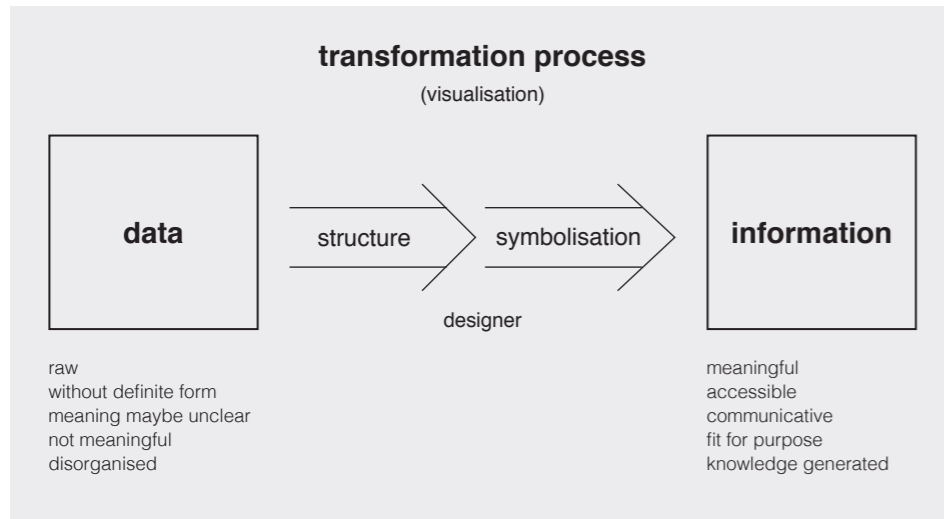 transformation process
(visualisation)
data
structure
symbolisation
information
designer
raw
without definite form
meaning maybe unclear
not meaningful
disorganised
meaningful
accessible
communicative
fit for purpose
knowledge generated